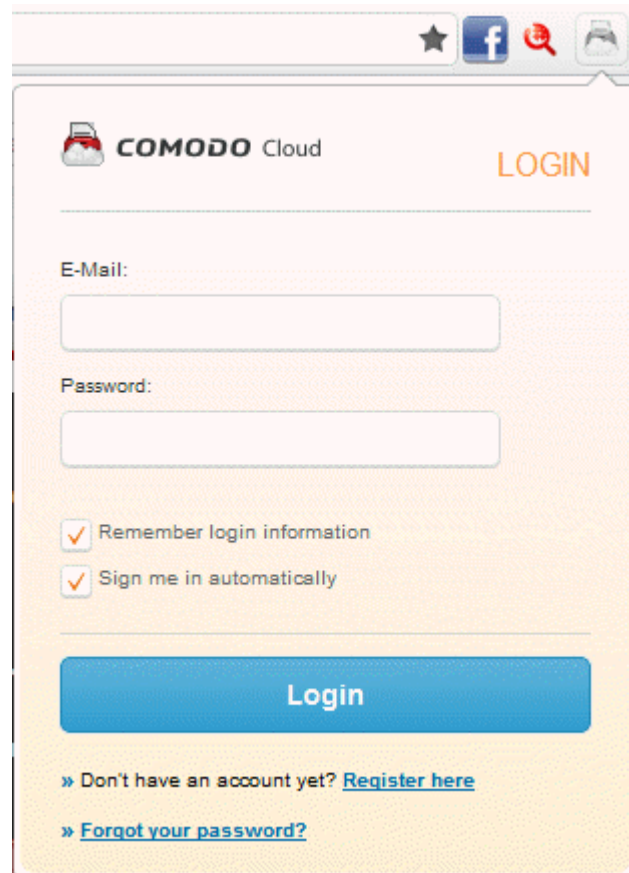 COMODO Cloud
LOGIN
E-Mail:
Password:
Remember login information
Sign me in automatically
Login
» Don't have an account yet? Register here
» Forgot your password?